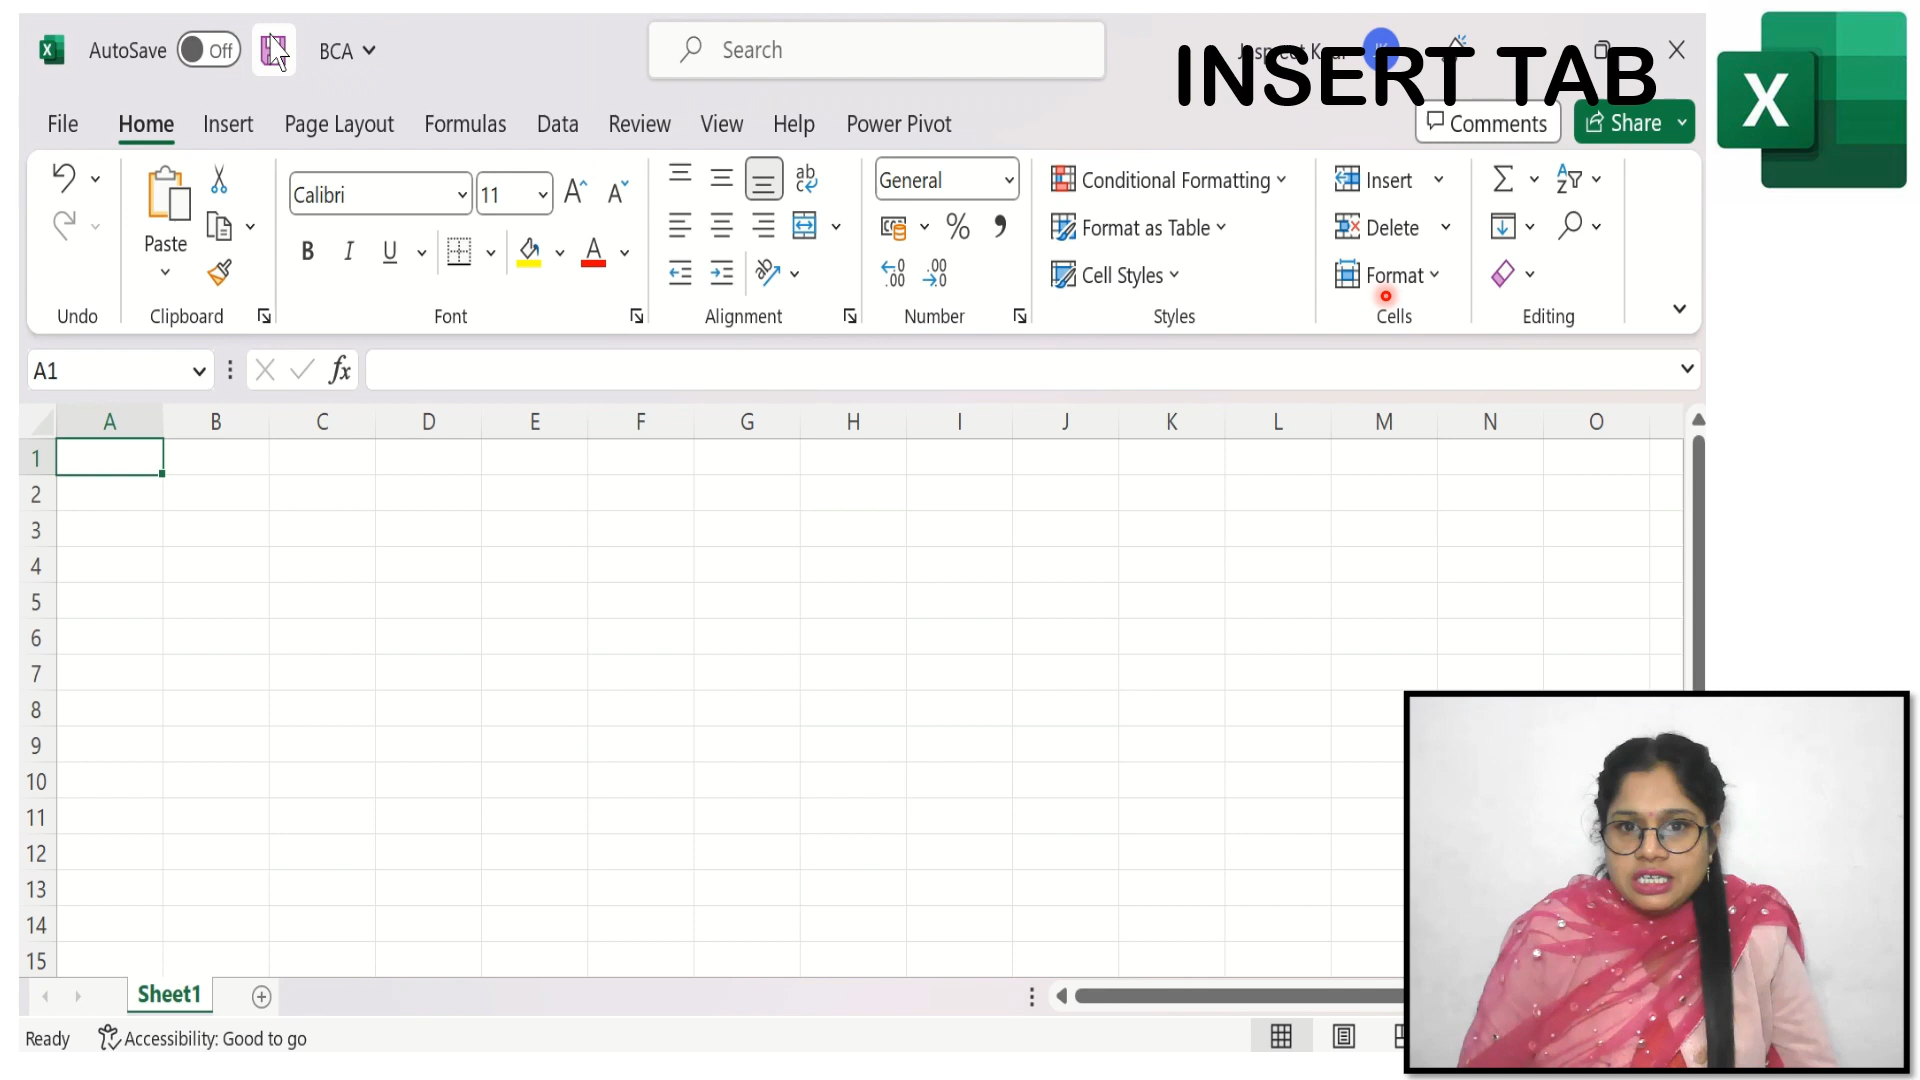 AutoSave Off BCA Search
INSERT TAB
File Home Insert Page Layout Formulas Data Review View Help Power Pivot Comments Share
X
Calibri 11 ab General Conditional Formatting Insert
Paste % Format as Table Delete
B I U A Cell Styles Format
Undo Clipboard Font Alignment Number Styles Cells Editing
A1 fx
A B C D E F G H I J K L M N O
1
2
3
4
5
6
7
8
9
10
11
12
13
14
15
Sheet1
Ready Accessibility: Good to go